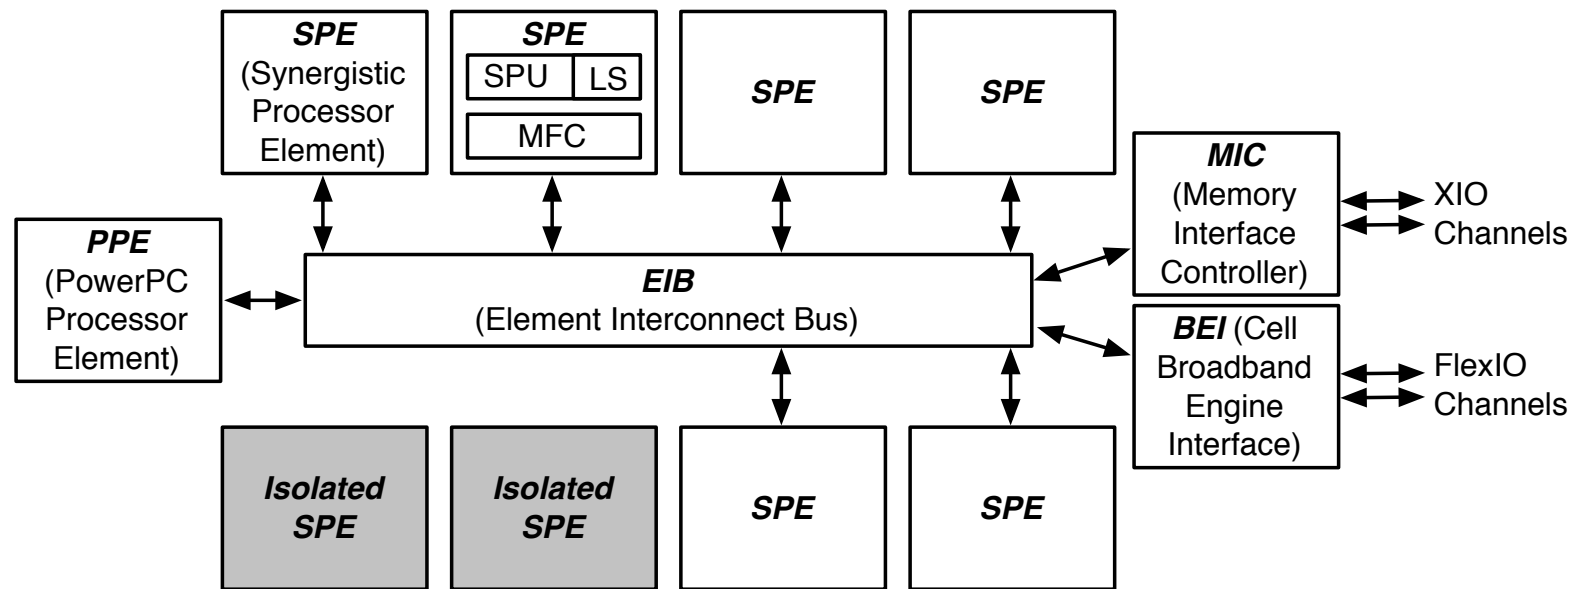 SPE
(Synergistic
Processor
Element)
SPE
SPU
LS
MFC
SPE
SPE
MIC
(Memory
Interface
Controller)
XIO
Channels
PPE
(PowerPC
Processor
Element)
EIB
(Element Interconnect Bus)
BEI (Cell
Broadband
Engine
Interface)
FlexIO
Channels
Isolated
SPE
Isolated
SPE
SPE
SPE